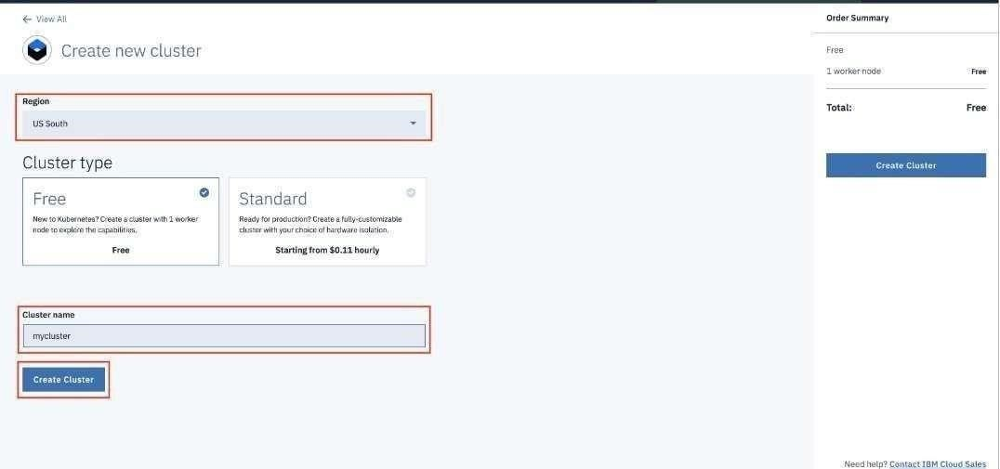 View All
Create new cluster
Region
US South
Cluster type
Free
New to Kubernetes? Create a cluster with 1 worker
node to explore the capabilities.
Free
Standard
Ready for production? Create a fully-customizable
cluster with your choice of hardware isolation.
Starting from $0.11 hourly
Cluster name
mycluster
Create Cluster
Order Summary
Free
1 worker node Free
Total: Free
Create Cluster
Need help? Contact IBM Cloud Sales